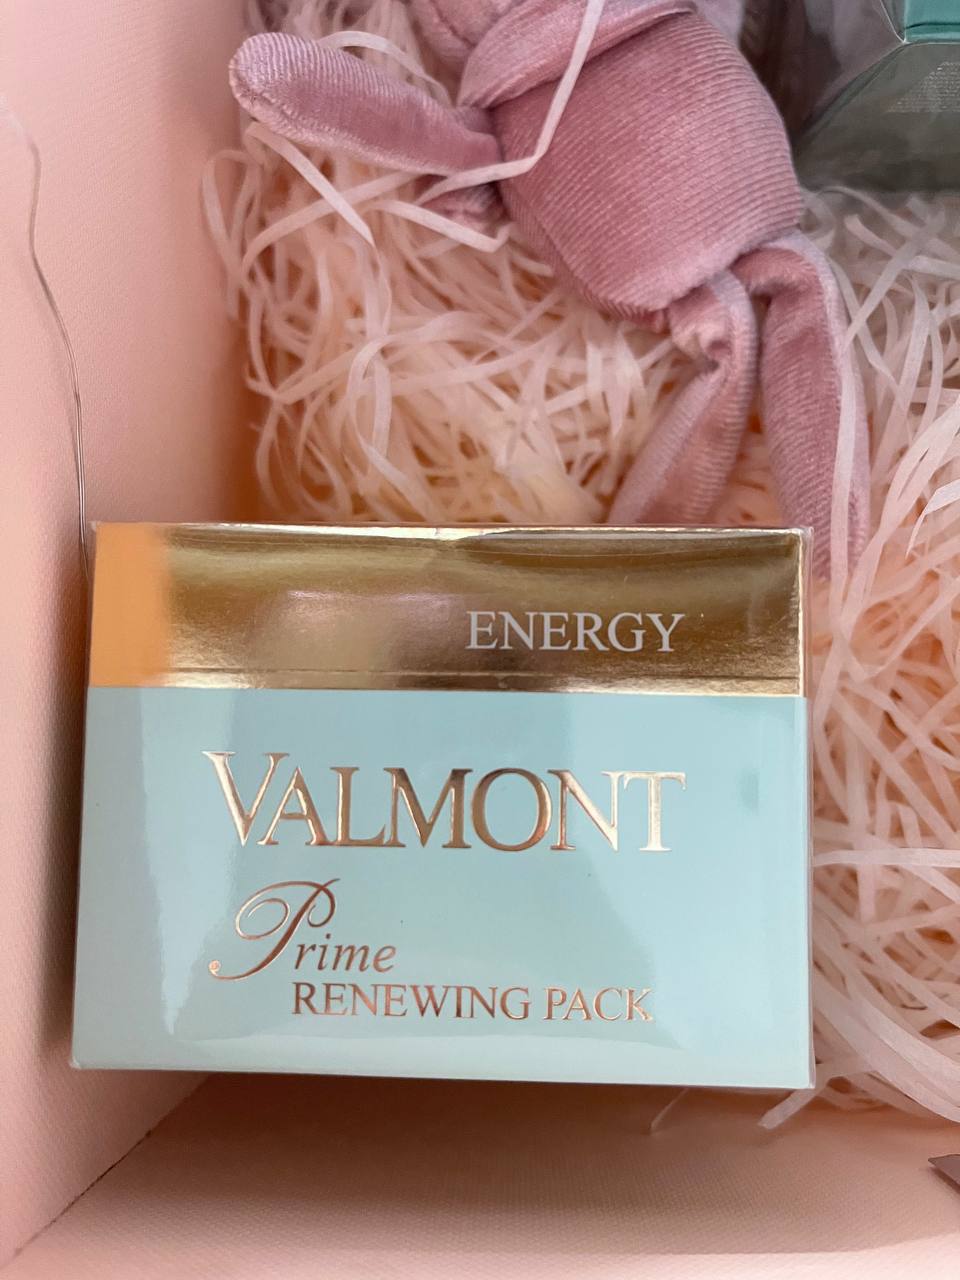 ENERGY
VALMONT
Prime
RENEWING PACK